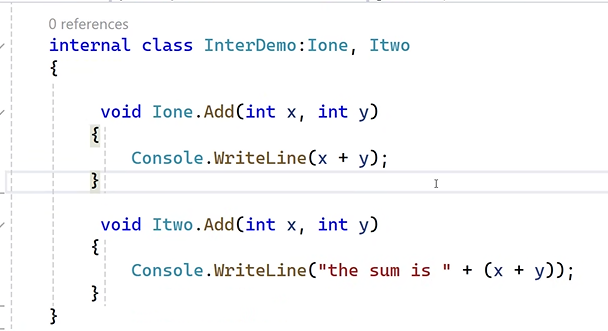 0 references
internal class InterDemo:Ione, Itwo
{
void Ione.Add(int x, int y)
{
Console.WriteLine(x + y);
}
void Itwo.Add(int x, int y)
{
Console.WriteLine("the sum is " + (x + y));
}
}